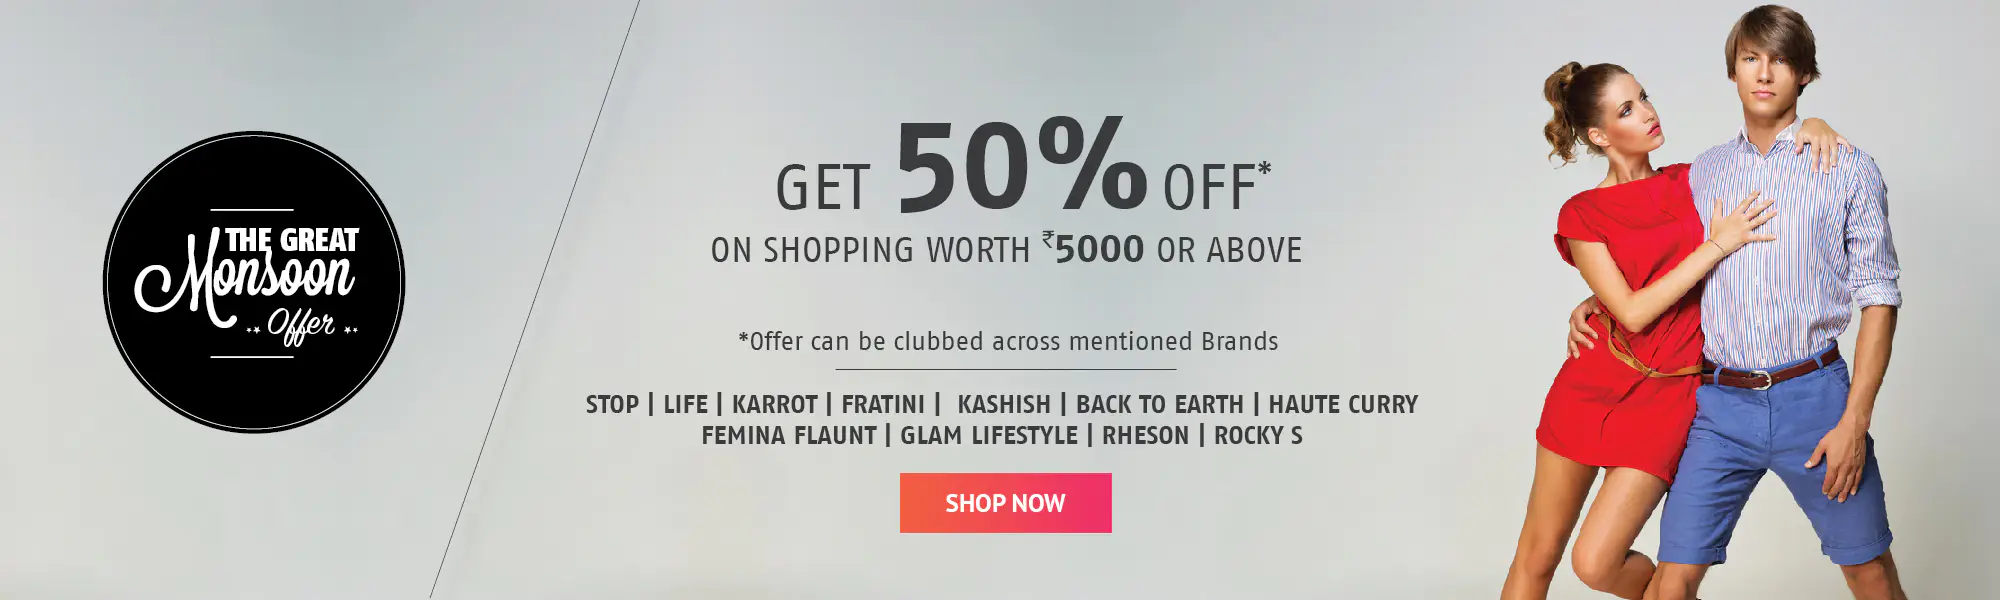 THE GREAT
Monsoon
Offer
GET 50% OFF*
ON SHOPPING WORTH ₹5000 OR ABOVE
*Offer can be clubbed across mentioned Brands
STOP | LIFE | KARROT | FRATINI | KASHISH | BACK TO EARTH | HAUTE CURRY
FEMINA FLAUNT | GLAM LIFESTYLE | RHESON | ROCKY S
SHOP NOW